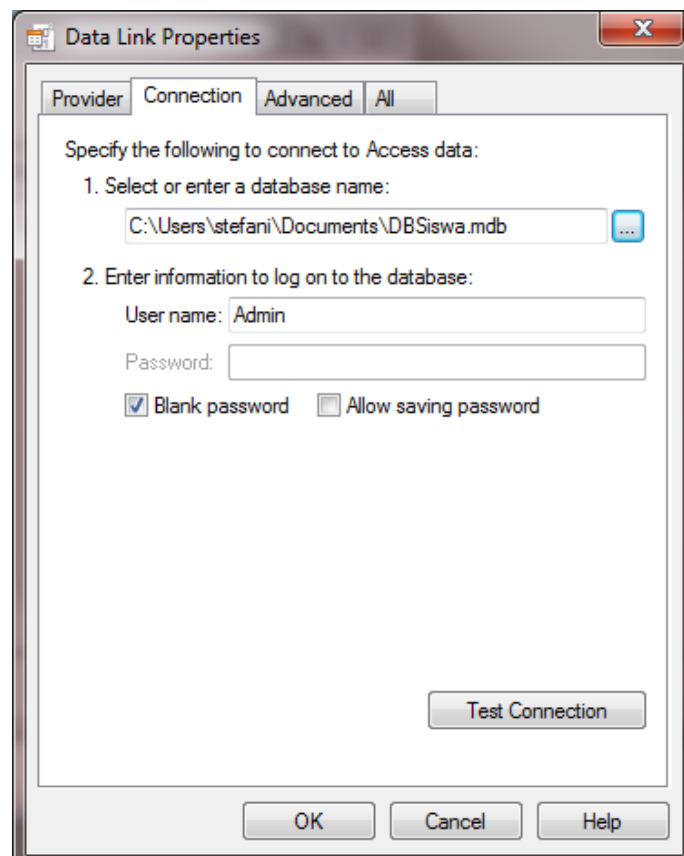 Data Link Properties
Provider Connection Advanced All
Specify the following to connect to Access data:
1. Select or enter a database name:
C:\Users\stefani\Documents\DBSiswa.mdb ...
2. Enter information to log on to the database:
User name: Admin
Password:
Blank password Allow saving password
Test Connection
OK Cancel Help